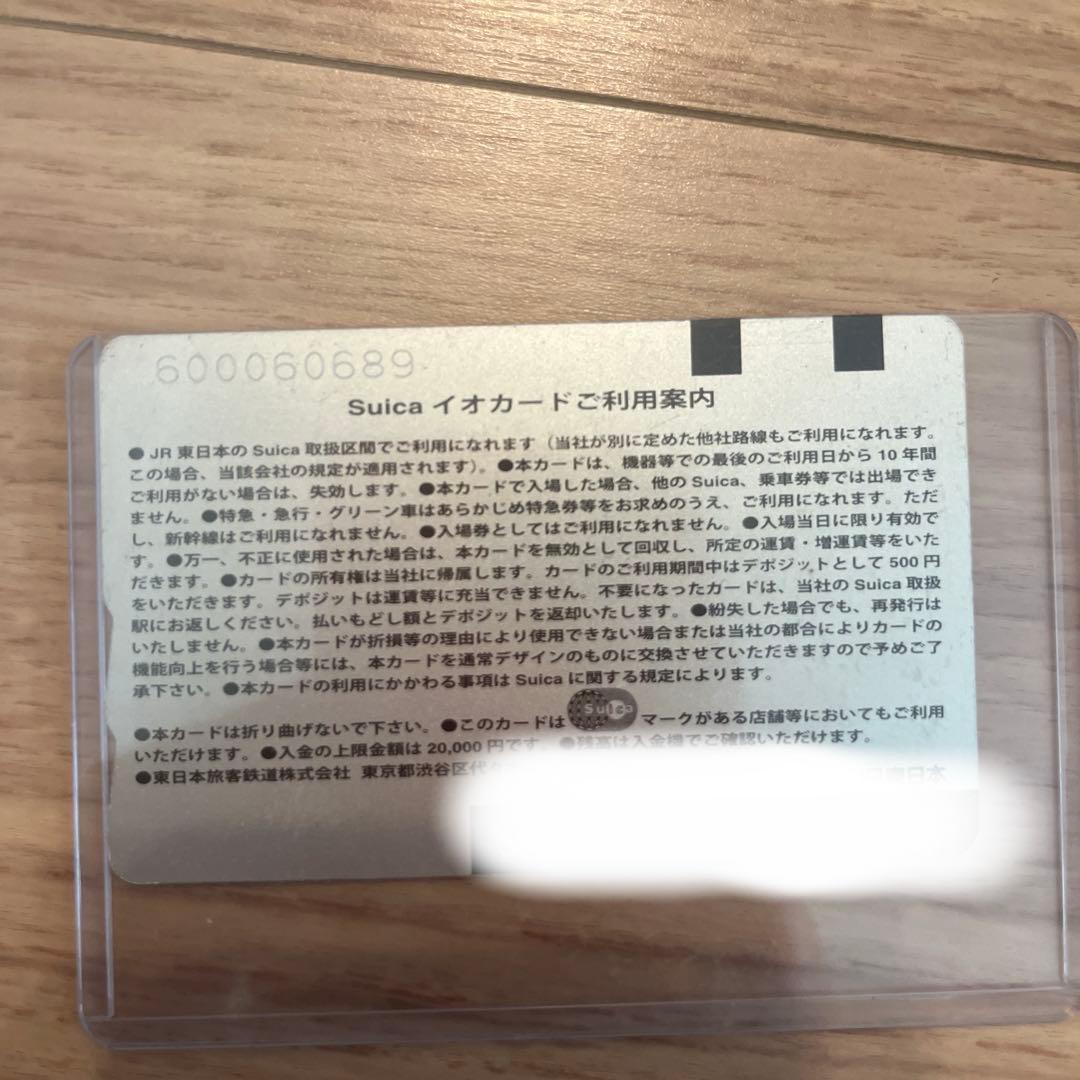 600060689
Suica イオカードご利用案内
●JR 東日本の Suica 取扱区間でご利用になれます（当社が別に定めた他社路線もご利用になれます。
この場合、当該会社の規定が適用されます）。●本カードは、機器等での最後のご利用日から 10 年間
ご利用がない場合は、失効します。●本カードで入場した場合、他の Suica、乗車券等では出場でき
ません。●特急・急行・グリーン車はあらかじめ特急券等をお求めのうえ、ご利用になれます。ただ
し、新幹線はご利用になれません。●入場券としてはご利用になれません。●入場当日に限り有効で
す。●万一、不正に使用された場合は、本カードを無効として回収し、所定の運賃・増運賃等をいた
だきます。●カードの所有権は当社に帰属します。カードのご利用期間中はデポジットとして 500 円
をいただきます。デポジットは運賃等に充当できません。不要になったカードは、当社の Suica 取扱
駅にお返しください。払いもどし額とデポジットを返却いたします。●紛失した場合でも、再発行は
いたしません。●本カードが折損等の理由により使用できない場合または当社の都合によりカードの
機能向上を行う場合等には、本カードを通常デザインのものに交換させていただきますので予めご了
承下さい。●本カードの利用にかかわる事項は Suica に関する規定によります。
●本カードは折り曲げないで下さい。●このカードは Suica マークがある店舗等においてもご利用
いただけます。●入金の上限金額は 20,000 円です。●残高は入金機でご確認いただけます。
●東日本旅客鉄道株式会社 東京都渋谷区代々